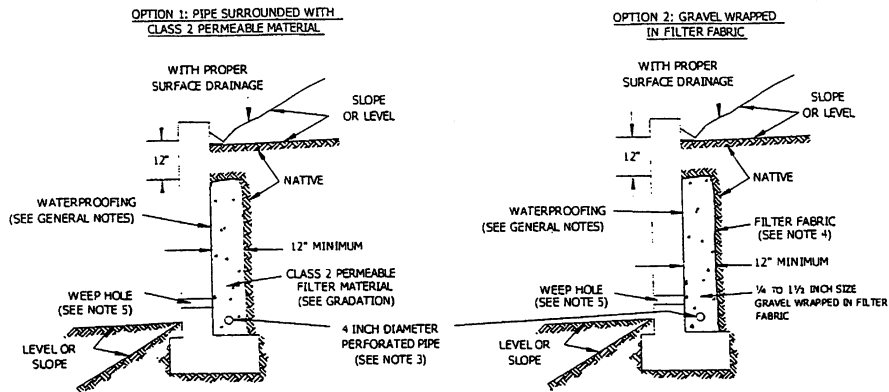 OPTION 1: PIPE SURROUNDED WITH
CLASS 2 PERMEABLE MATERIAL
WITH PROPER
SURFACE DRAINAGE
SLOPE
OR LEVEL
12"
NATIVE
WATERPROOFING
(SEE GENERAL NOTES)
12" MINIMUM
CLASS 2 PERMEABLE
FILTER MATERIAL
(SEE GRADATION)
WEEP HOLE
(SEE NOTE 5)
4 INCH DIAMETER
PERFORATED PIPE
(SEE NOTE 3)
LEVEL OR
SLOPE
OPTION 2: GRAVEL WRAPPED
IN FILTER FABRIC
WITH PROPER
SURFACE DRAINAGE
SLOPE
OR LEVEL
12"
NATIVE
WATERPROOFING
(SEE GENERAL NOTES)
FILTER FABRIC
(SEE NOTE 4)
12" MINIMUM
WEEP HOLE
(SEE NOTE 5)
¼ TO 1½ INCH SIZE
GRAVEL WRAPPED IN FILTER
FABRIC
LEVEL OR
SLOPE